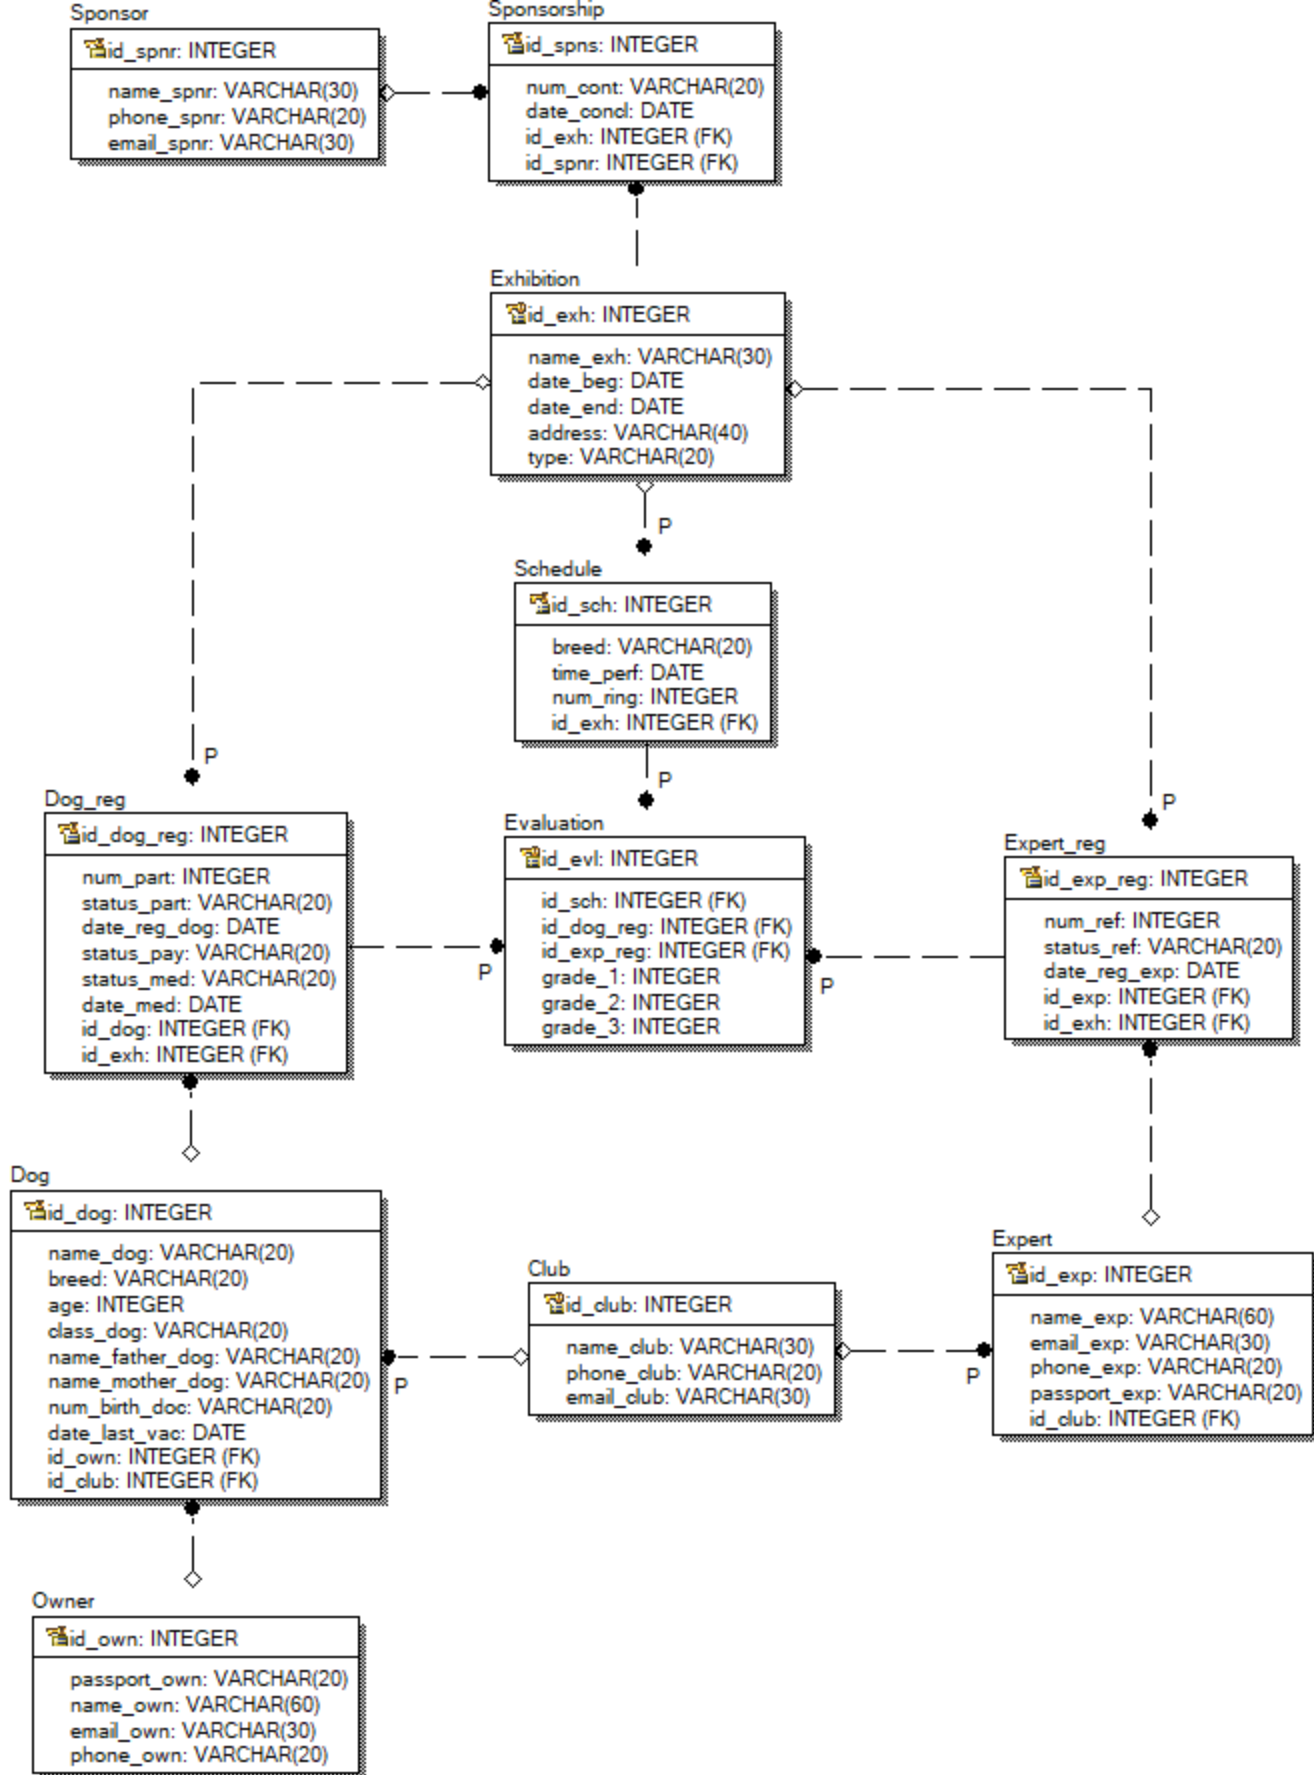 Sponsor
id_spnr: INTEGER
name_spnr: VARCHAR(30)
phone_spnr: VARCHAR(20)
email_spnr: VARCHAR(30)
Sponsorship
id_spns: INTEGER
num_cont: VARCHAR(20)
date_concl: DATE
id_exh: INTEGER (FK)
id_spnr: INTEGER (FK)
Exhibition
id_exh: INTEGER
name_exh: VARCHAR(30)
date_beg: DATE
date_end: DATE
address: VARCHAR(40)
type: VARCHAR(20)
P
Schedule
id_sch: INTEGER
breed: VARCHAR(20)
time_perf: DATE
num_ring: INTEGER
id_exh: INTEGER (FK)
P
P
P
Dog_reg
id_dog_reg: INTEGER
num_part: INTEGER
status_part: VARCHAR(20)
date_reg_dog: DATE
status_pay: VARCHAR(20)
status_med: VARCHAR(20)
date_med: DATE
id_dog: INTEGER (FK)
id_exh: INTEGER (FK)
P
Evaluation
id_evl: INTEGER
id_sch: INTEGER (FK)
id_dog_reg: INTEGER (FK)
id_exp_reg: INTEGER (FK)
grade_1: INTEGER
grade_2: INTEGER
grade_3: INTEGER
P
Expert_reg
id_exp_reg: INTEGER
num_ref: INTEGER
status_ref: VARCHAR(20)
date_reg_exp: DATE
id_exp: INTEGER (FK)
id_exh: INTEGER (FK)
Dog
id_dog: INTEGER
name_dog: VARCHAR(20)
breed: VARCHAR(20)
age: INTEGER
class_dog: VARCHAR(20)
name_father_dog: VARCHAR(20)
name_mother_dog: VARCHAR(20)
num_birth_doc: VARCHAR(20)
date_last_vac: DATE
id_own: INTEGER (FK)
id_club: INTEGER (FK)
P
Club
id_club: INTEGER
name_club: VARCHAR(30)
phone_club: VARCHAR(20)
email_club: VARCHAR(30)
P
Expert
id_exp: INTEGER
name_exp: VARCHAR(60)
email_exp: VARCHAR(30)
phone_exp: VARCHAR(20)
passport_exp: VARCHAR(20)
id_club: INTEGER (FK)
Owner
id_own: INTEGER
passport_own: VARCHAR(20)
name_own: VARCHAR(60)
email_own: VARCHAR(30)
phone_own: VARCHAR(20)